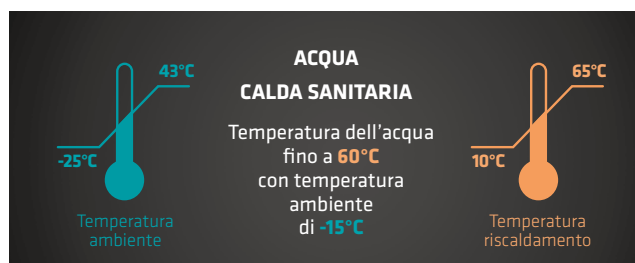 43°C
-25°C
Temperatura
ambiente
ACQUA
CALDA SANITARIA
Temperatura dell'acqua
fino a 60°C
con temperatura
ambiente
di -15°C
65°C
10°C
Temperatura
riscaldamento